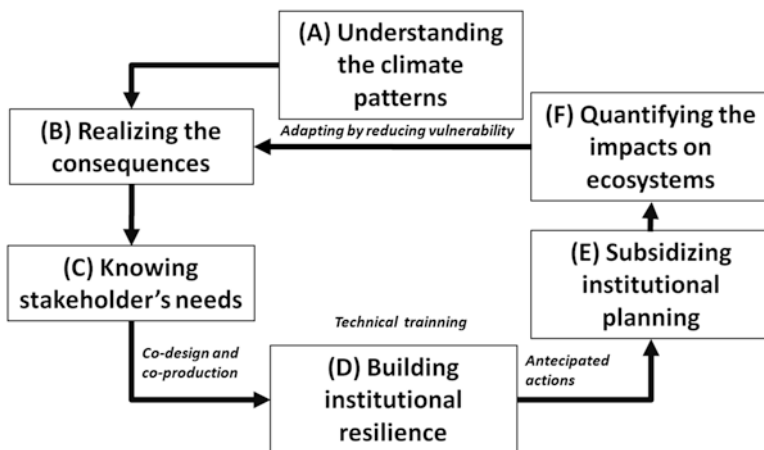 (A) Understanding
the climate
patterns
(B) Realizing the
consequences
Adapting by reducing vulnerability
(F) Quantifying the
impacts on
ecosystems
(C) Knowing
stakeholder's needs
(E) Subsidizing
institutional
planning
Technical trainning
Co-design and
co-production
(D) Building
institutional
resilience
Antecipated
actions